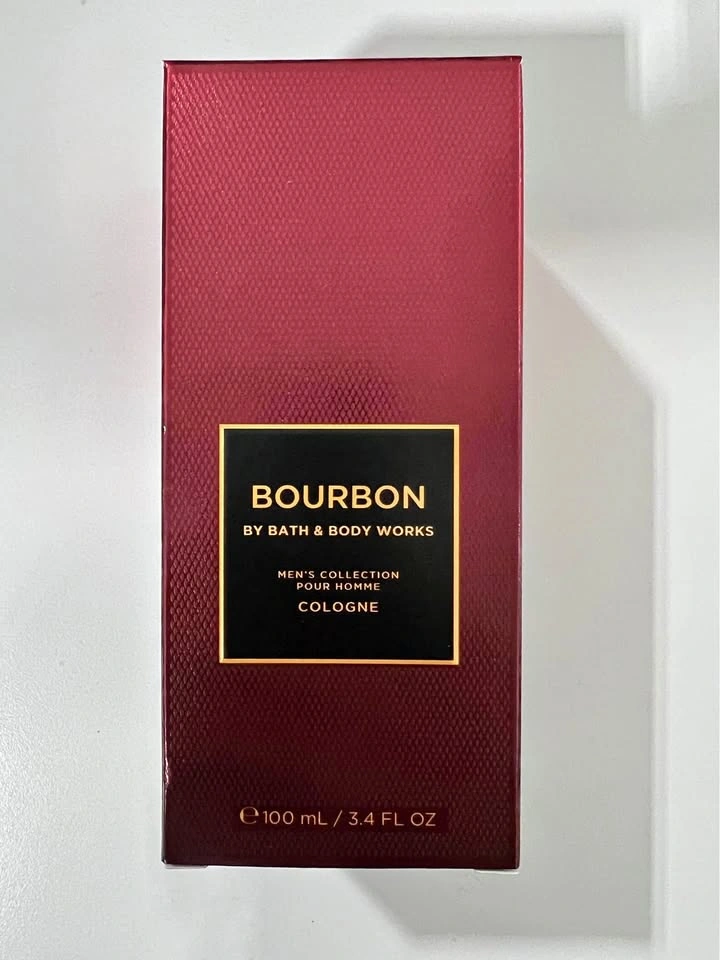 BOURBON
BY BATH & BODY WORKS
MEN'S COLLECTION
POUR HOMME
COLOGNE
℮ 100 mL / 3.4 FL OZ